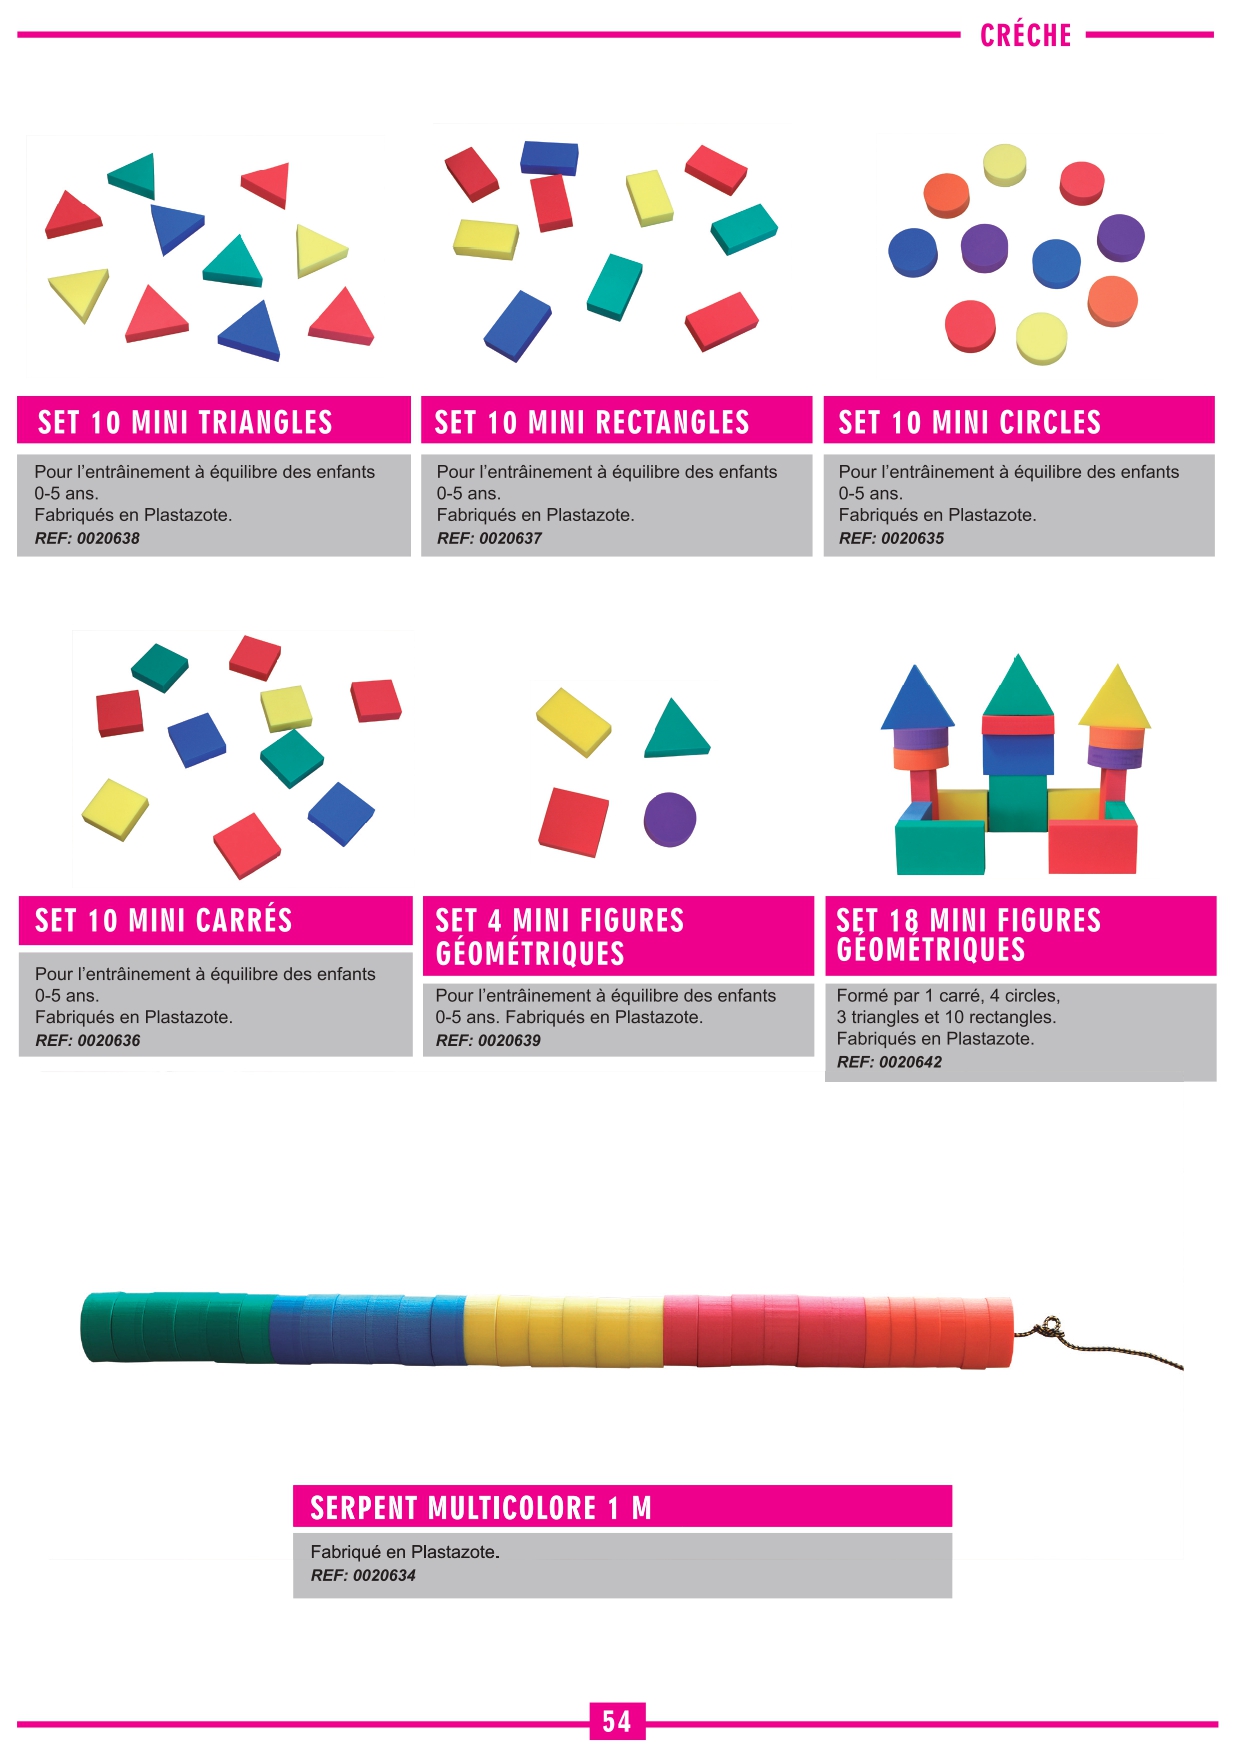 CRÉCHE
SET 10 MINI TRIANGLES
Pour l'entrâinement à équilibre des enfants
0-5 ans.
Fabriqués en Plastazote.
REF: 0020638
SET 10 MINI RECTANGLES
Pour l'entrâinement à équilibre des enfants
0-5 ans.
Fabriqués en Plastazote.
REF: 0020637
SET 10 MINI CIRCLES
Pour l'entrâinement à équilibre des enfants
0-5 ans.
Fabriqués en Plastazote.
REF: 0020635
SET 10 MINI CARRÉS
Pour l'entrâinement à équilibre des enfants
0-5 ans.
Fabriqués en Plastazote.
REF: 0020636
SET 4 MINI FIGURES
GÉOMÉTRIQUES
Pour l'entrâinement à équilibre des enfants
0-5 ans. Fabriqués en Plastazote.
REF: 0020639
SET 18 MINI FIGURES
GÉOMÉTRIQUES
Formé par 1 carré, 4 circles,
3 triangles et 10 rectangles.
Fabriqués en Plastazote.
REF: 0020642
SERPENT MULTICOLORE 1 M
Fabriqué en Plastazote.
REF: 0020634
54